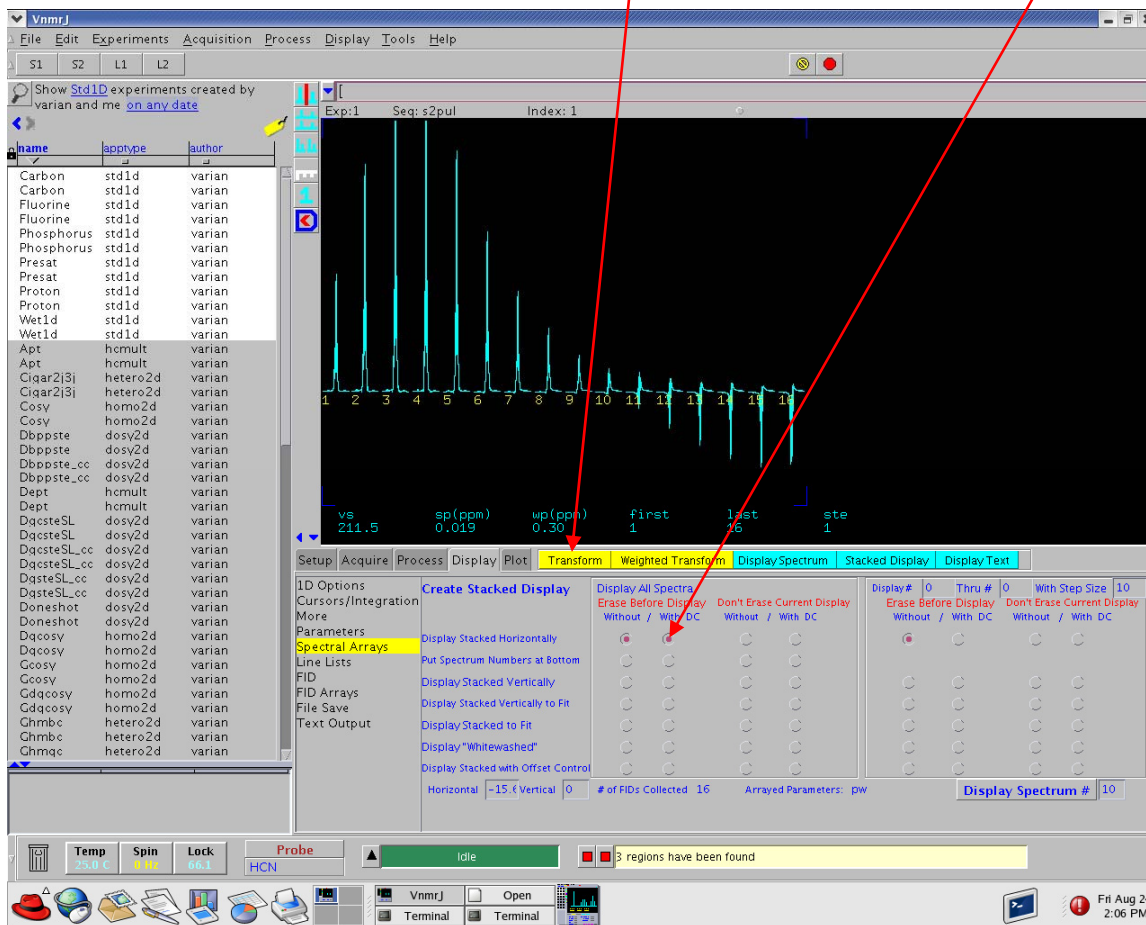 VnmrJ
File Edit Experiments Acquisition Process Display Tools Help
S1 S2 L1 L2
Show Std1D experiments created by
varian and me on any date
name apptype author
Carbon std1d varian
Carbon std1d varian
Fluorine std1d varian
Fluorine std1d varian
Phosphorus std1d varian
Phosphorus std1d varian
Presat std1d varian
Presat std1d varian
Proton std1d varian
Proton std1d varian
Wet1d std1d varian
Wet1d std1d varian
Apt hcmult varian
Apt hcmult varian
Cigar2j3j hetero2d varian
Cigar2j3j hetero2d varian
Cosy homo2d varian
Cosy homo2d varian
Dbppste dosy2d varian
Dbppste dosy2d varian
Dbppste_cc dosy2d varian
Dbppste_cc dosy2d varian
Dept hcmult varian
Dept hcmult varian
DgcsteSL dosy2d varian
DgcsteSL dosy2d varian
DgcsteSL_cc dosy2d varian
DgcsteSL_cc dosy2d varian
DgsteSL_cc dosy2d varian
DgsteSL_cc dosy2d varian
Doneshot dosy2d varian
Doneshot dosy2d varian
Dqcosy homo2d varian
Dqcosy homo2d varian
Gcosy homo2d varian
Gcosy homo2d varian
Gdqcosy homo2d varian
Gdqcosy homo2d varian
Ghmbc hetero2d varian
Ghmbc hetero2d varian
Ghmqc hetero2d varian
[
Exp:1 Seq: s2pul Index: 1
1 2 3 4 5 6 7 8 9 10 11 12 13 14 15 16
vs sp(ppm) wp(ppm) first last ste
211.5 0.019 0.30 1 16 1
Setup Acquire Process Display Plot Transform Weighted Transform Display Spectrum Stacked Display Display Text
1D Options
Cursors/Integration
More
Parameters
Spectral Arrays
Line Lists
FID
FID Arrays
File Save
Text Output
Create Stacked Display
Display All Spectra
Erase Before Display Don't Erase Current Display
Without / With DC Without / With DC
Display # 0 Thru # 0 With Step Size 10
Erase Before Display Don't Erase Current Display
Without / With DC Without / With DC
Display Stacked Horizontally
Put Spectrum Numbers at Bottom
Display Stacked Vertically
Display Stacked Vertically to Fit
Display Stacked to Fit
Display "Whitewashed"
Display Stacked with Offset Control
Horizontal Vertical 0 # of FIDs Collected 16 Arrayed Parameters: pw Display Spectrum # 10
Temp Spin Lock Probe
25.0 C 0 Hz 66.1 HCN
Idle
3 regions have been found
VnmrJ Open
Terminal Terminal
Fri Aug 2
2:06 PM